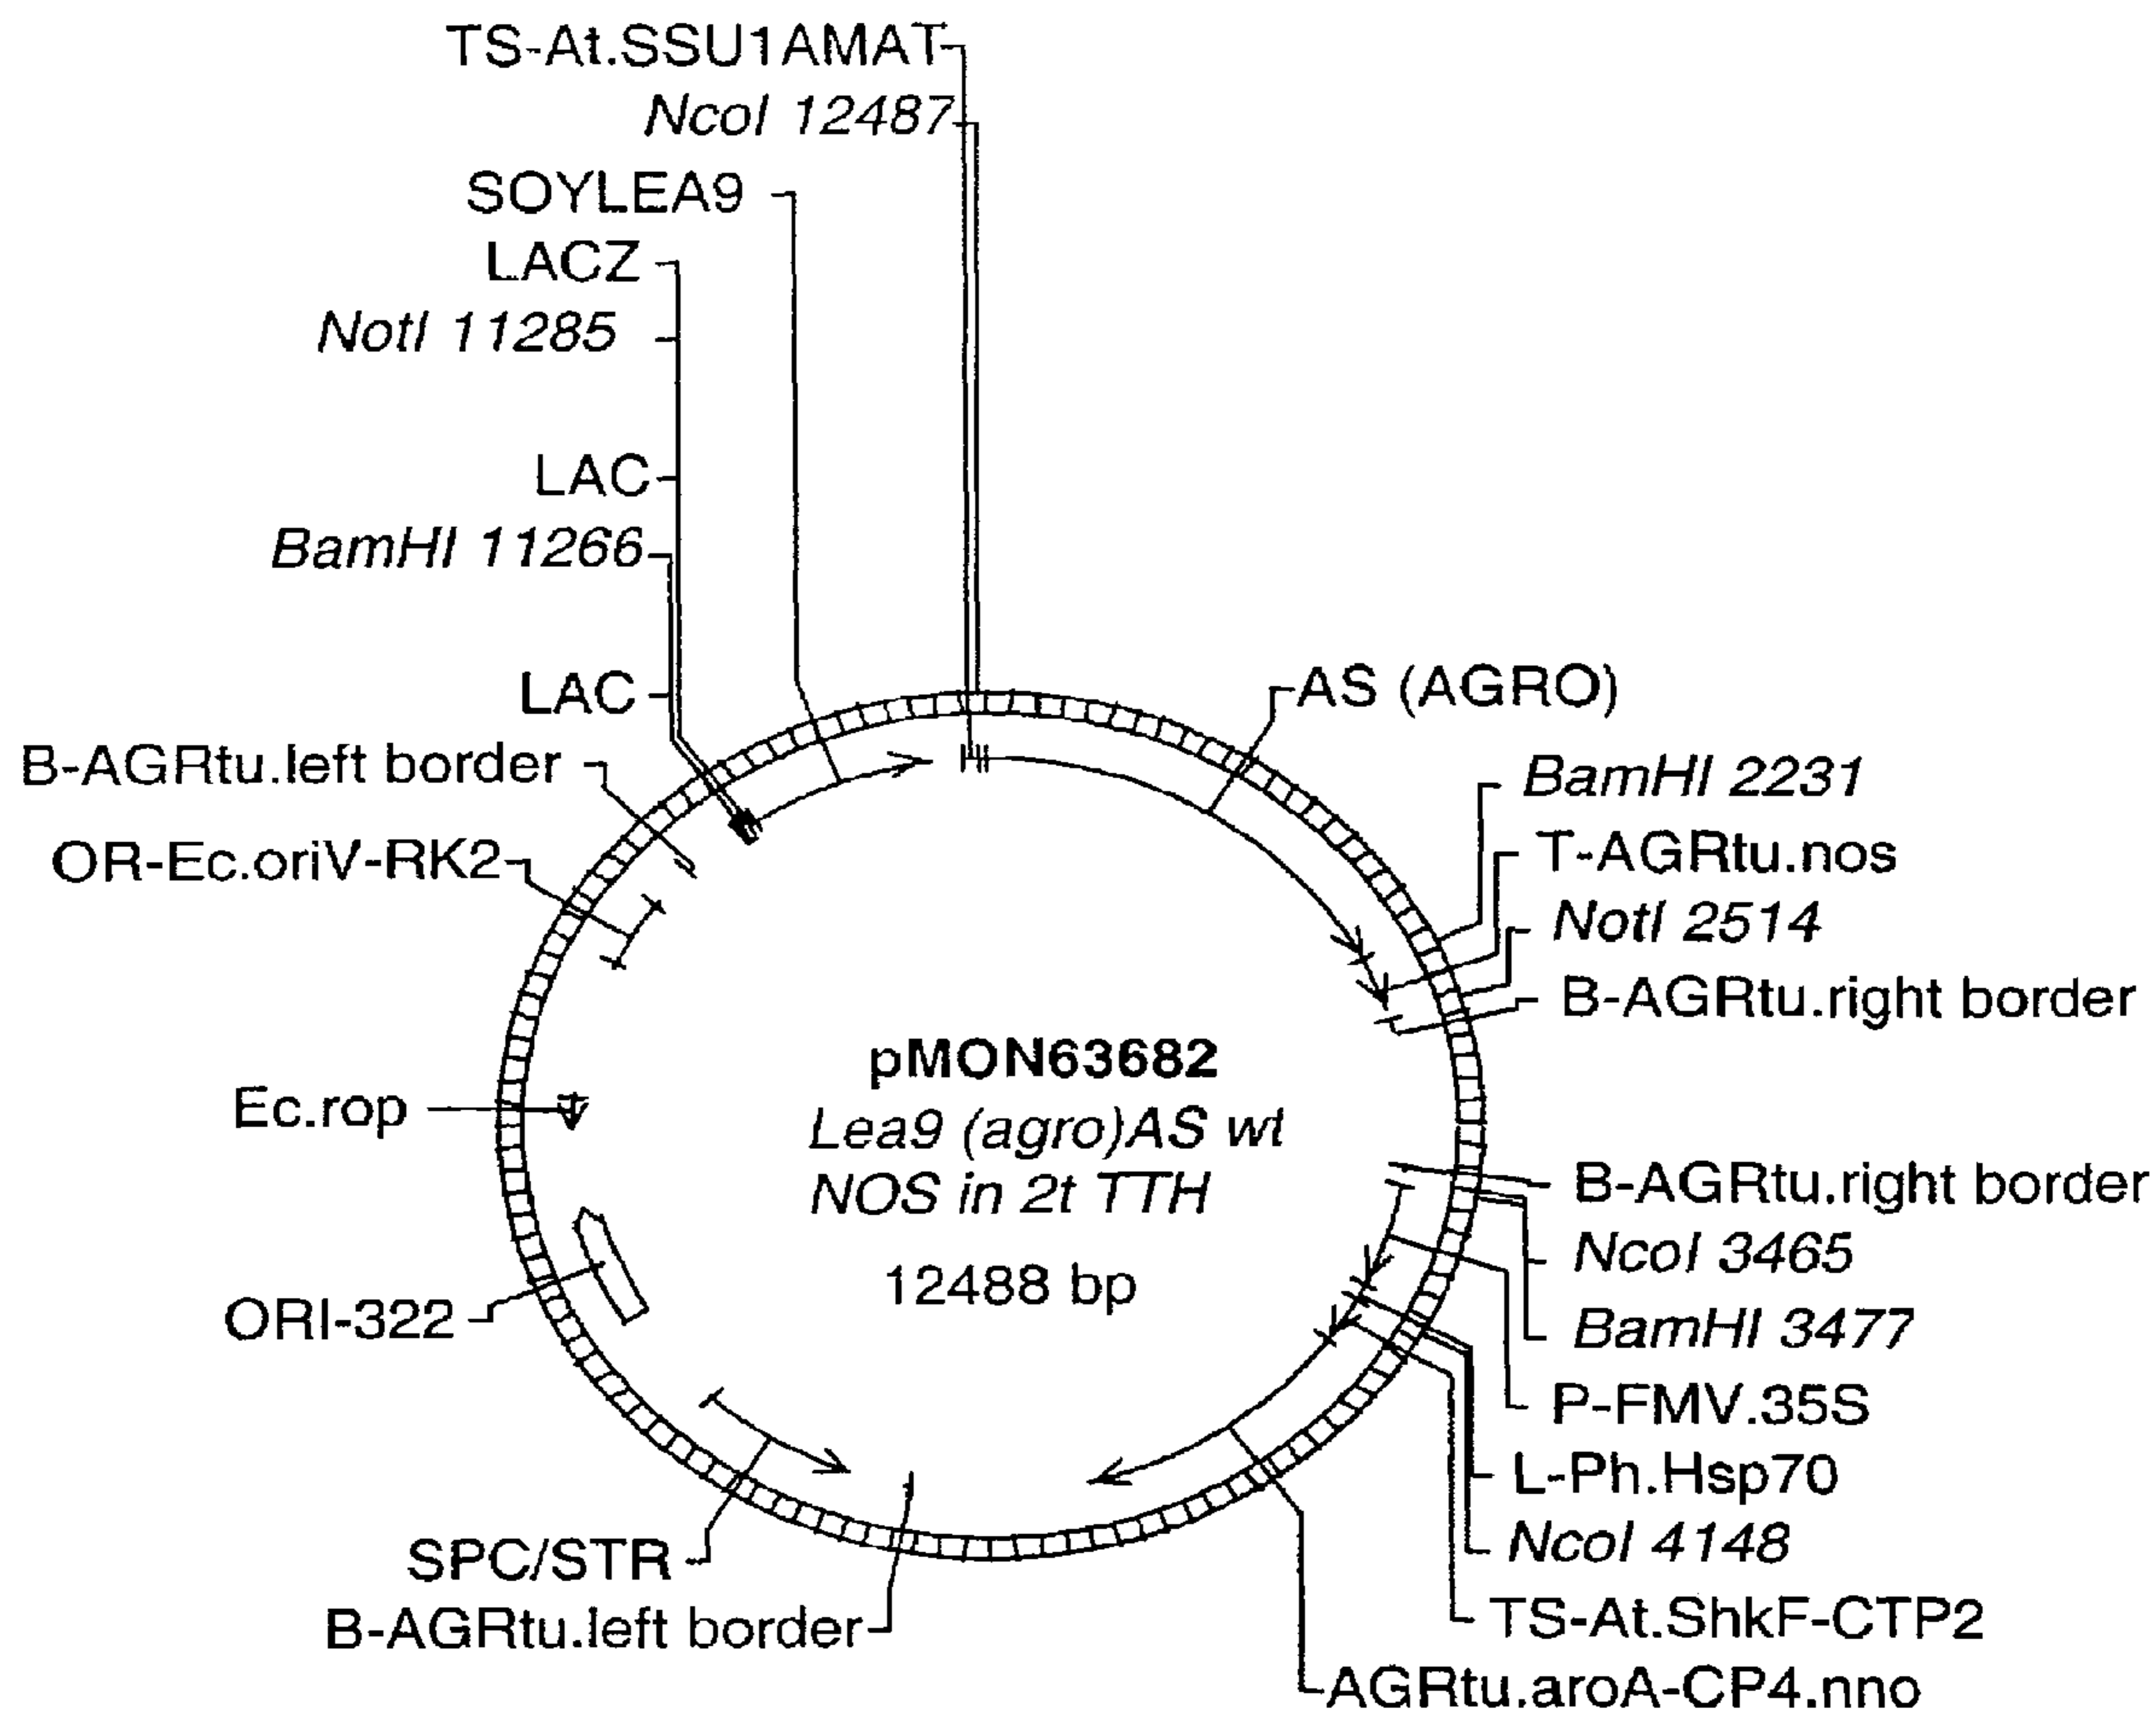 TS-At.SSU1AMAT
NcoI 12487
SOYLEA9
LACZ
NotI 11285
LAC
BamHI 11266
LAC
B-AGRtu.left border
OR-Ec.oriV-RK2
Ec.rop
ORI-322
SPC/STR
B-AGRtu.left border
AS (AGRO)
BamHI 2231
T-AGRtu.nos
NotI 2514
B-AGRtu.right border
pMON63682
Lea9 (agro)AS wt
NOS in 2t TTH
12488 bp
B-AGRtu.right border
NcoI 3465
BamHI 3477
P-FMV.35S
L-Ph.Hsp70
NcoI 4148
TS-At.ShkF-CTP2
AGRtu.aroA-CP4.nno